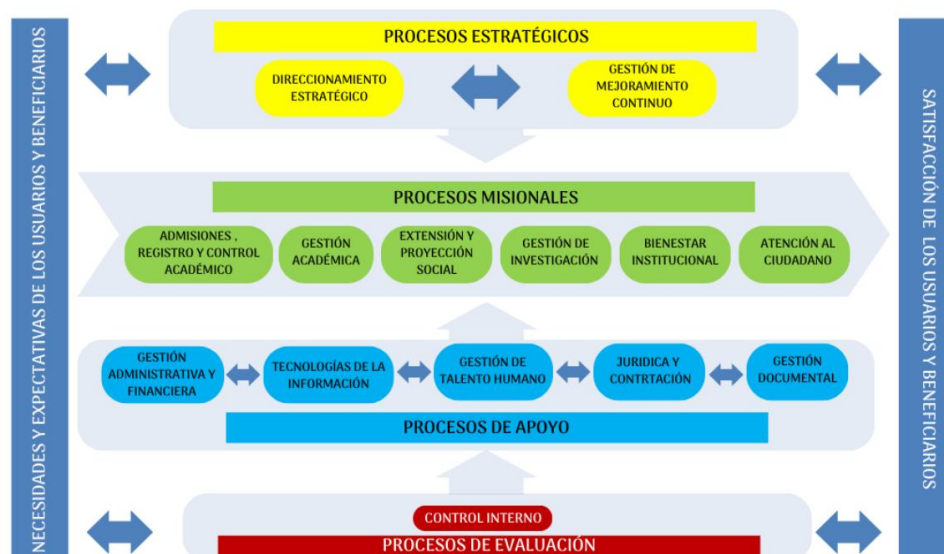 NECESIDADES Y EXPECTATIVAS DE LOS USUARIOS Y BENEFICIARIOS
PROCESOS ESTRATÉGICOS
DIRECCIONAMIENTO
ESTRATÉGICO
GESTIÓN DE
MEJORAMIENTO
CONTINUO
PROCESOS MISIONALES
ADMISIONES ,
REGISTRO Y CONTROL
ACADÉMICO
GESTIÓN
ACADÉMICA
EXTENSIÓN Y
PROYECCIÓN
SOCIAL
GESTIÓN DE
INVESTIGACIÓN
BIENESTAR
INSTITUCIONAL
ATENCIÓN AL
CIUDADANO
GESTIÓN
ADMINISTRATIVA Y
FINANCIERA
TECNOLOGÍAS DE LA
INFORMACIÓN
GESTIÓN DE
TALENTO HUMANO
JURIDICA Y
CONTRTACIÓN
GESTIÓN
DOCUMENTAL
PROCESOS DE APOYO
CONTROL INTERNO
PROCESOS DE EVALUACIÓN
SATISFACCIÓN DE LOS USUARIOS Y BENEFICIARIOS